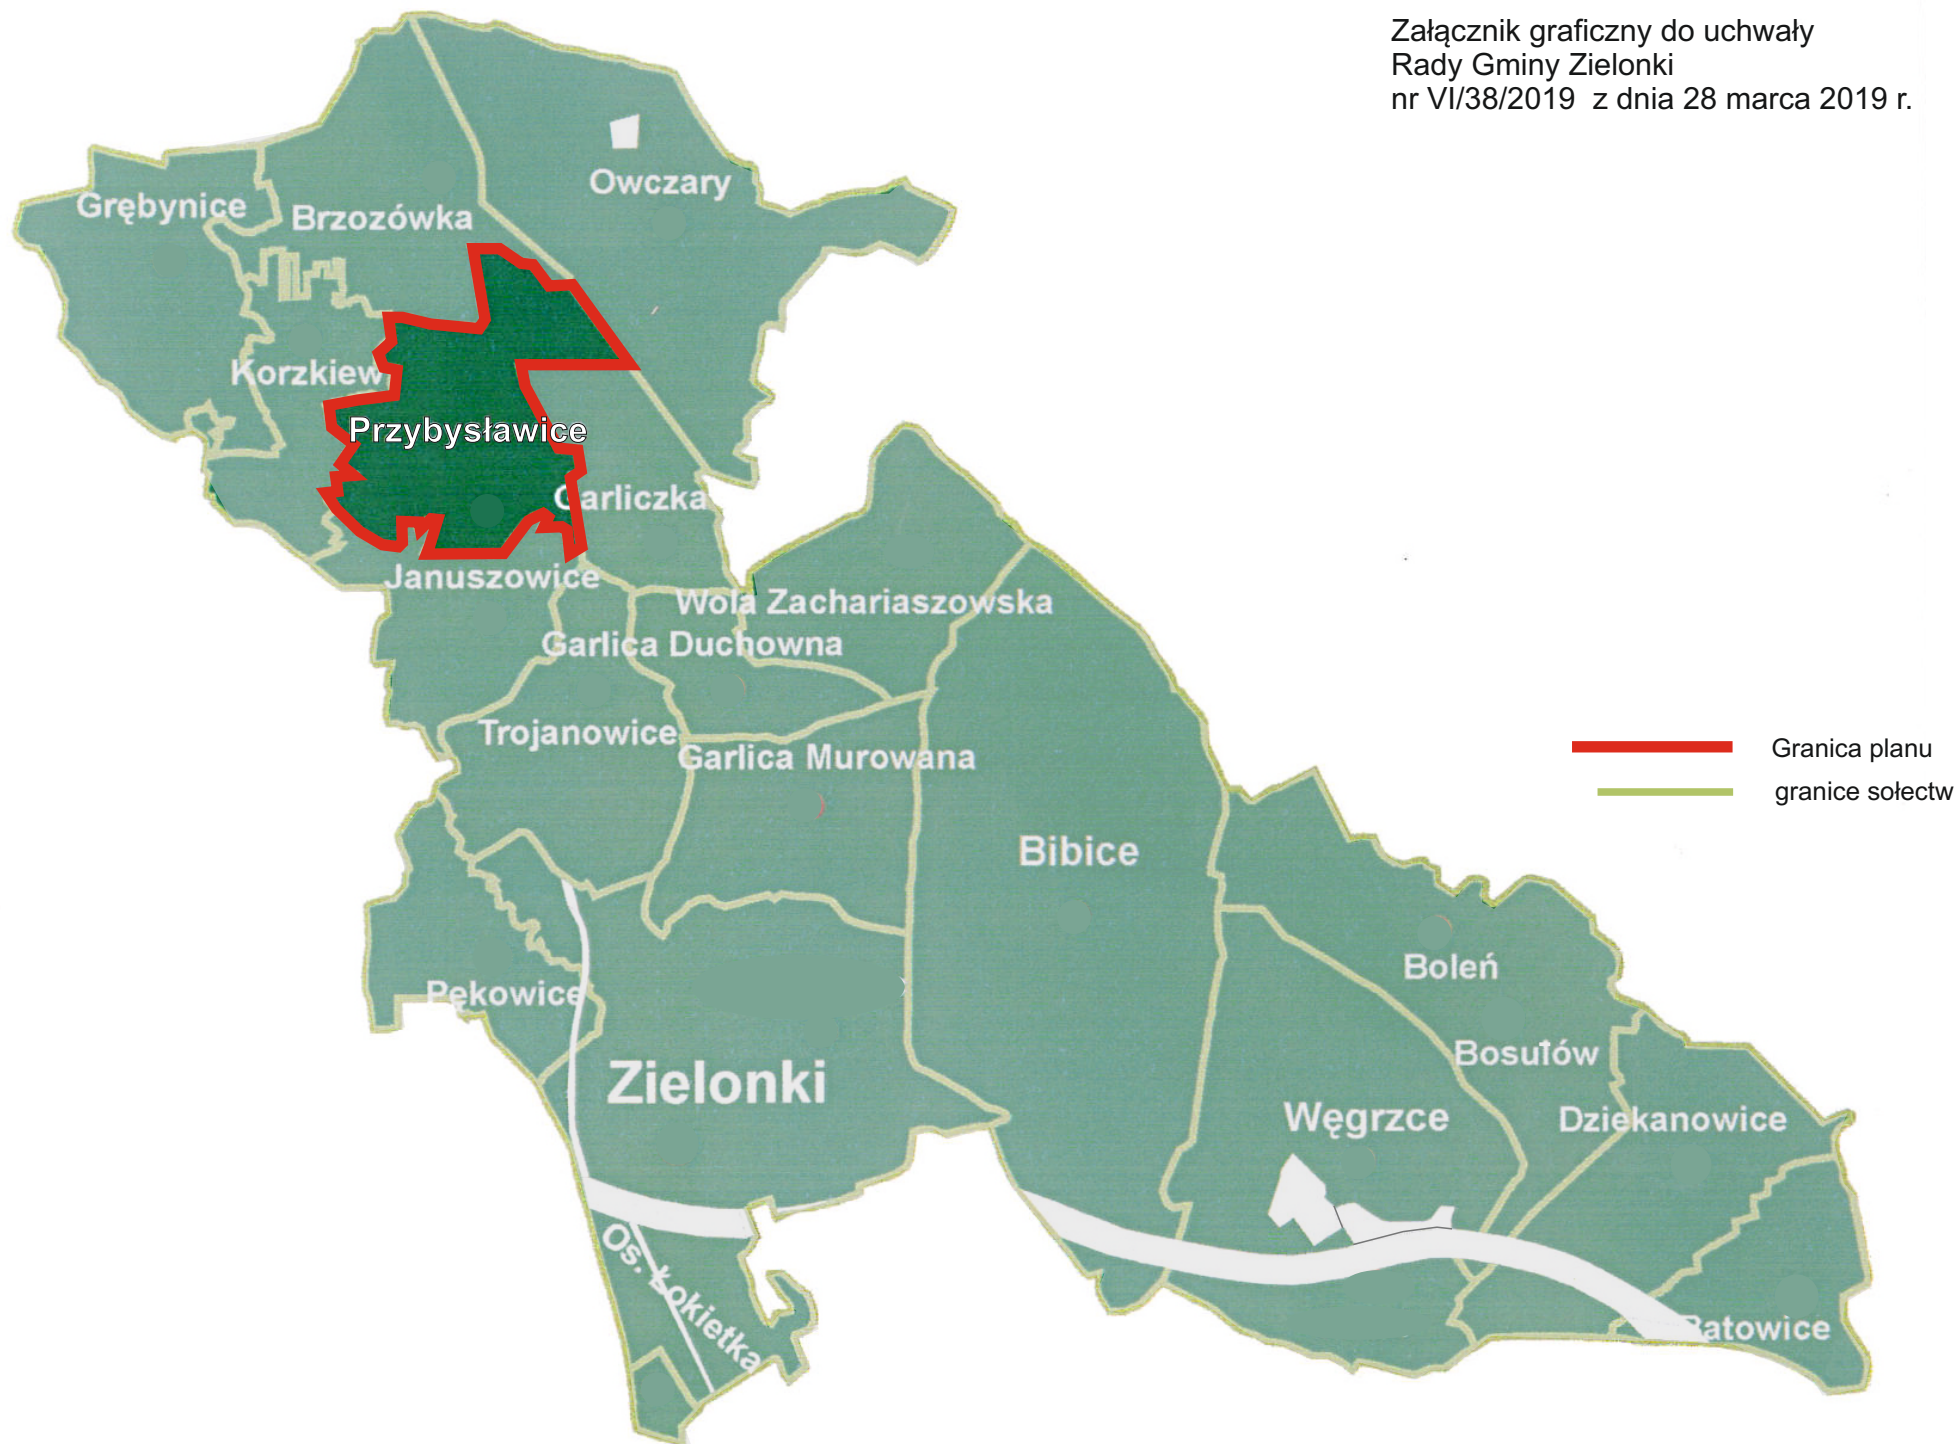 Załącznik graficzny do uchwały
Rady Gminy Zielonki
nr VI/38/2019 z dnia 28 marca 2019 r.
Owczary
Grębynice
Brzozówka
Korzkiew
Przybysławice
Garliczka
Januszowice
Wola Zachariaszowska
Garlica Duchowna
Trojanowice
Garlica Murowana
Granica planu
granice sołectw
Bibice
Boleń
Pękowice
Bosutów
Zielonki
Węgrzce
Dziekanowice
Os. Łokietka
Batowice